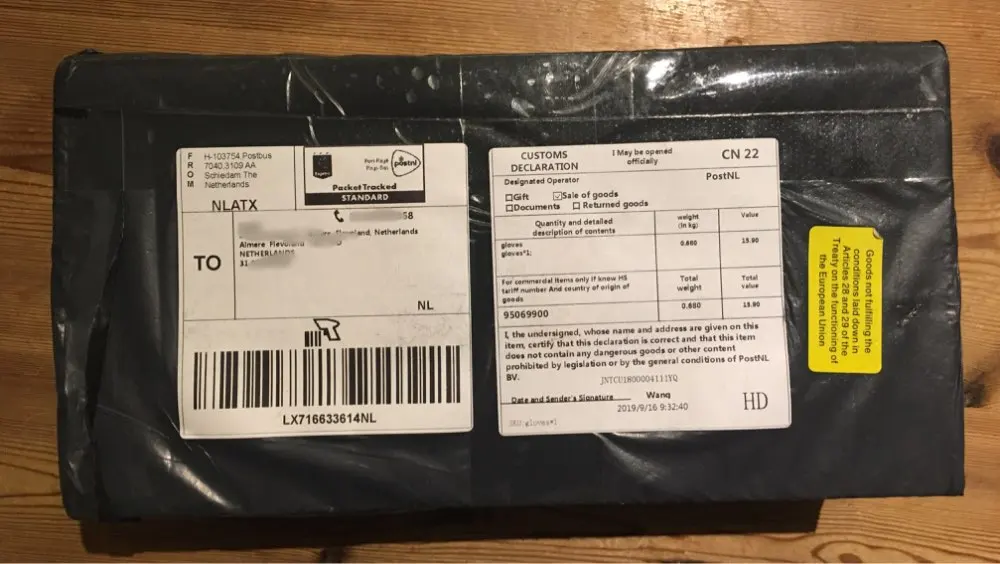 F R O M
H-103754.Postbus
7040.3109 AA
Schiedam The
Netherlands
NLATX
postnl
Packet Tracked
STANDARD
58
and, Netherlands
Almere
NETHERLANDS
31
TO
NL
LX716633614NL
CUSTOMS
DECLARATION
I May be opened
officially
CN 22
Designated Operator
PostNL
Gift
Sale of goods
Documents
Returned goods
Quantity and detailed
description of contents
weight
(in kg)
Value
gloves
gloves*1;
0.680
15.90
For commercial items only if know HS
tariff number And country of origin of
goods
Total
weight
Total
value
95069900
0.680
15.90
I, the undersigned, whose name and address are given on this
item, certify that this declaration is correct and that this item
does not contain any dangerous goods or other content
prohibited by legislation or by the general conditions of PostNL
BV.
JNTCU1800004111YQ
Date and Sender's Signature
Wang
2019/9/16 9:32:40
HD
SKU:gloves*1
Goods not fulfilling the
conditions laid down in
Articles 28 and 29 of the
Treaty on the functioning of
the European Union